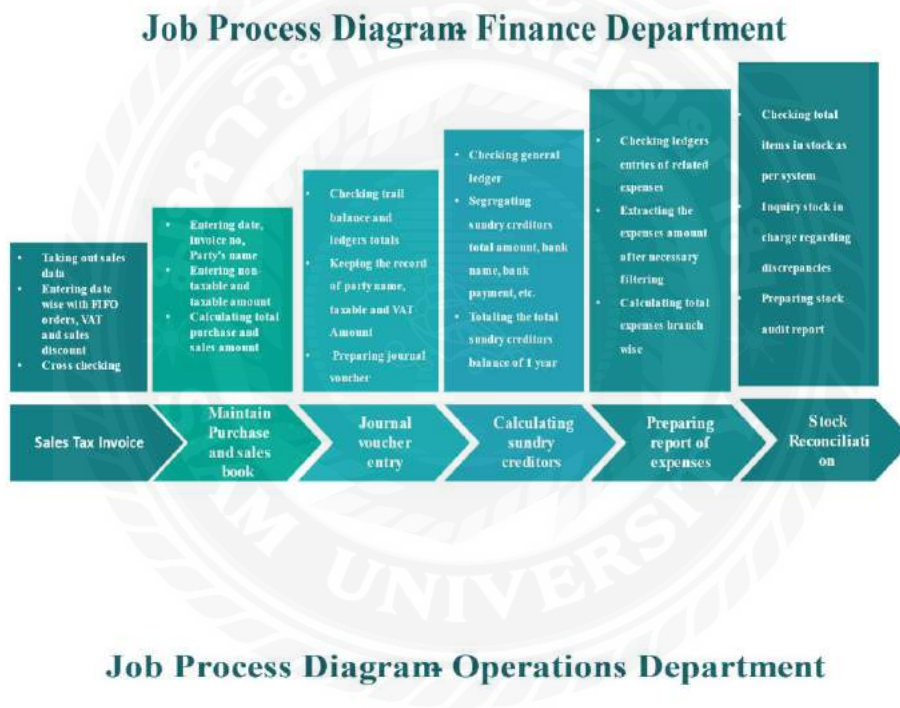 Job Process Diagram- Finance Department
• Taking out sales
data
• Entering date
wise with FIFO
orders, VAT
and sales
discount
• Cross checking
• Entering date,
invoice no,
Party's name
• Entering non-
taxable and
taxable amount
• Calculating total
purchase and
sales amount
• Checking trail
balance and
ledgers totals
• Keeping the record
of party name,
taxable and VAT
Amount
• Preparing journal
voucher
• Checking general
ledger
• Segregating
sundry creditors
total amount, bank
name, bank
payment, etc.
• Totaling the total
sundry creditors
balance of 1 year
• Checking ledgers
entries of related
expenses
• Extracting the
expenses amount
after necessary
filtering
• Calculating total
expenses branch
wise
• Checking total
items in stock as
per system
• Inquiry stock in
charge regarding
discrepancies
• Preparing stock
audit report
Sales Tax Invoice
Maintain
Purchase
and sales
book
Journal
voucher
entry
Calculating
sundry
creditors
Preparing
report of
expenses
Stock
Reconciliati
on
UNIVERSITY
Job Process Diagram- Operations Department